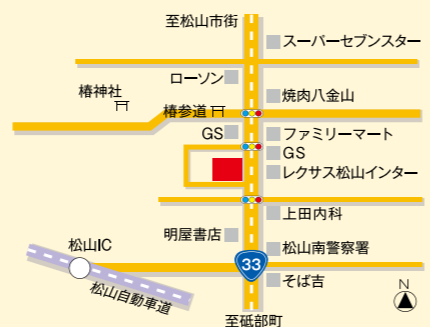 至松山市街
スーパーセブンスター
ローソン
椿神社
焼肉八金山
椿参道
GS
ファミリーマート
GS
レクサス松山インター
上田内科
明屋書店
松山南警察署
松山IC
33
そば吉
松山自動車道
N
至砥部町